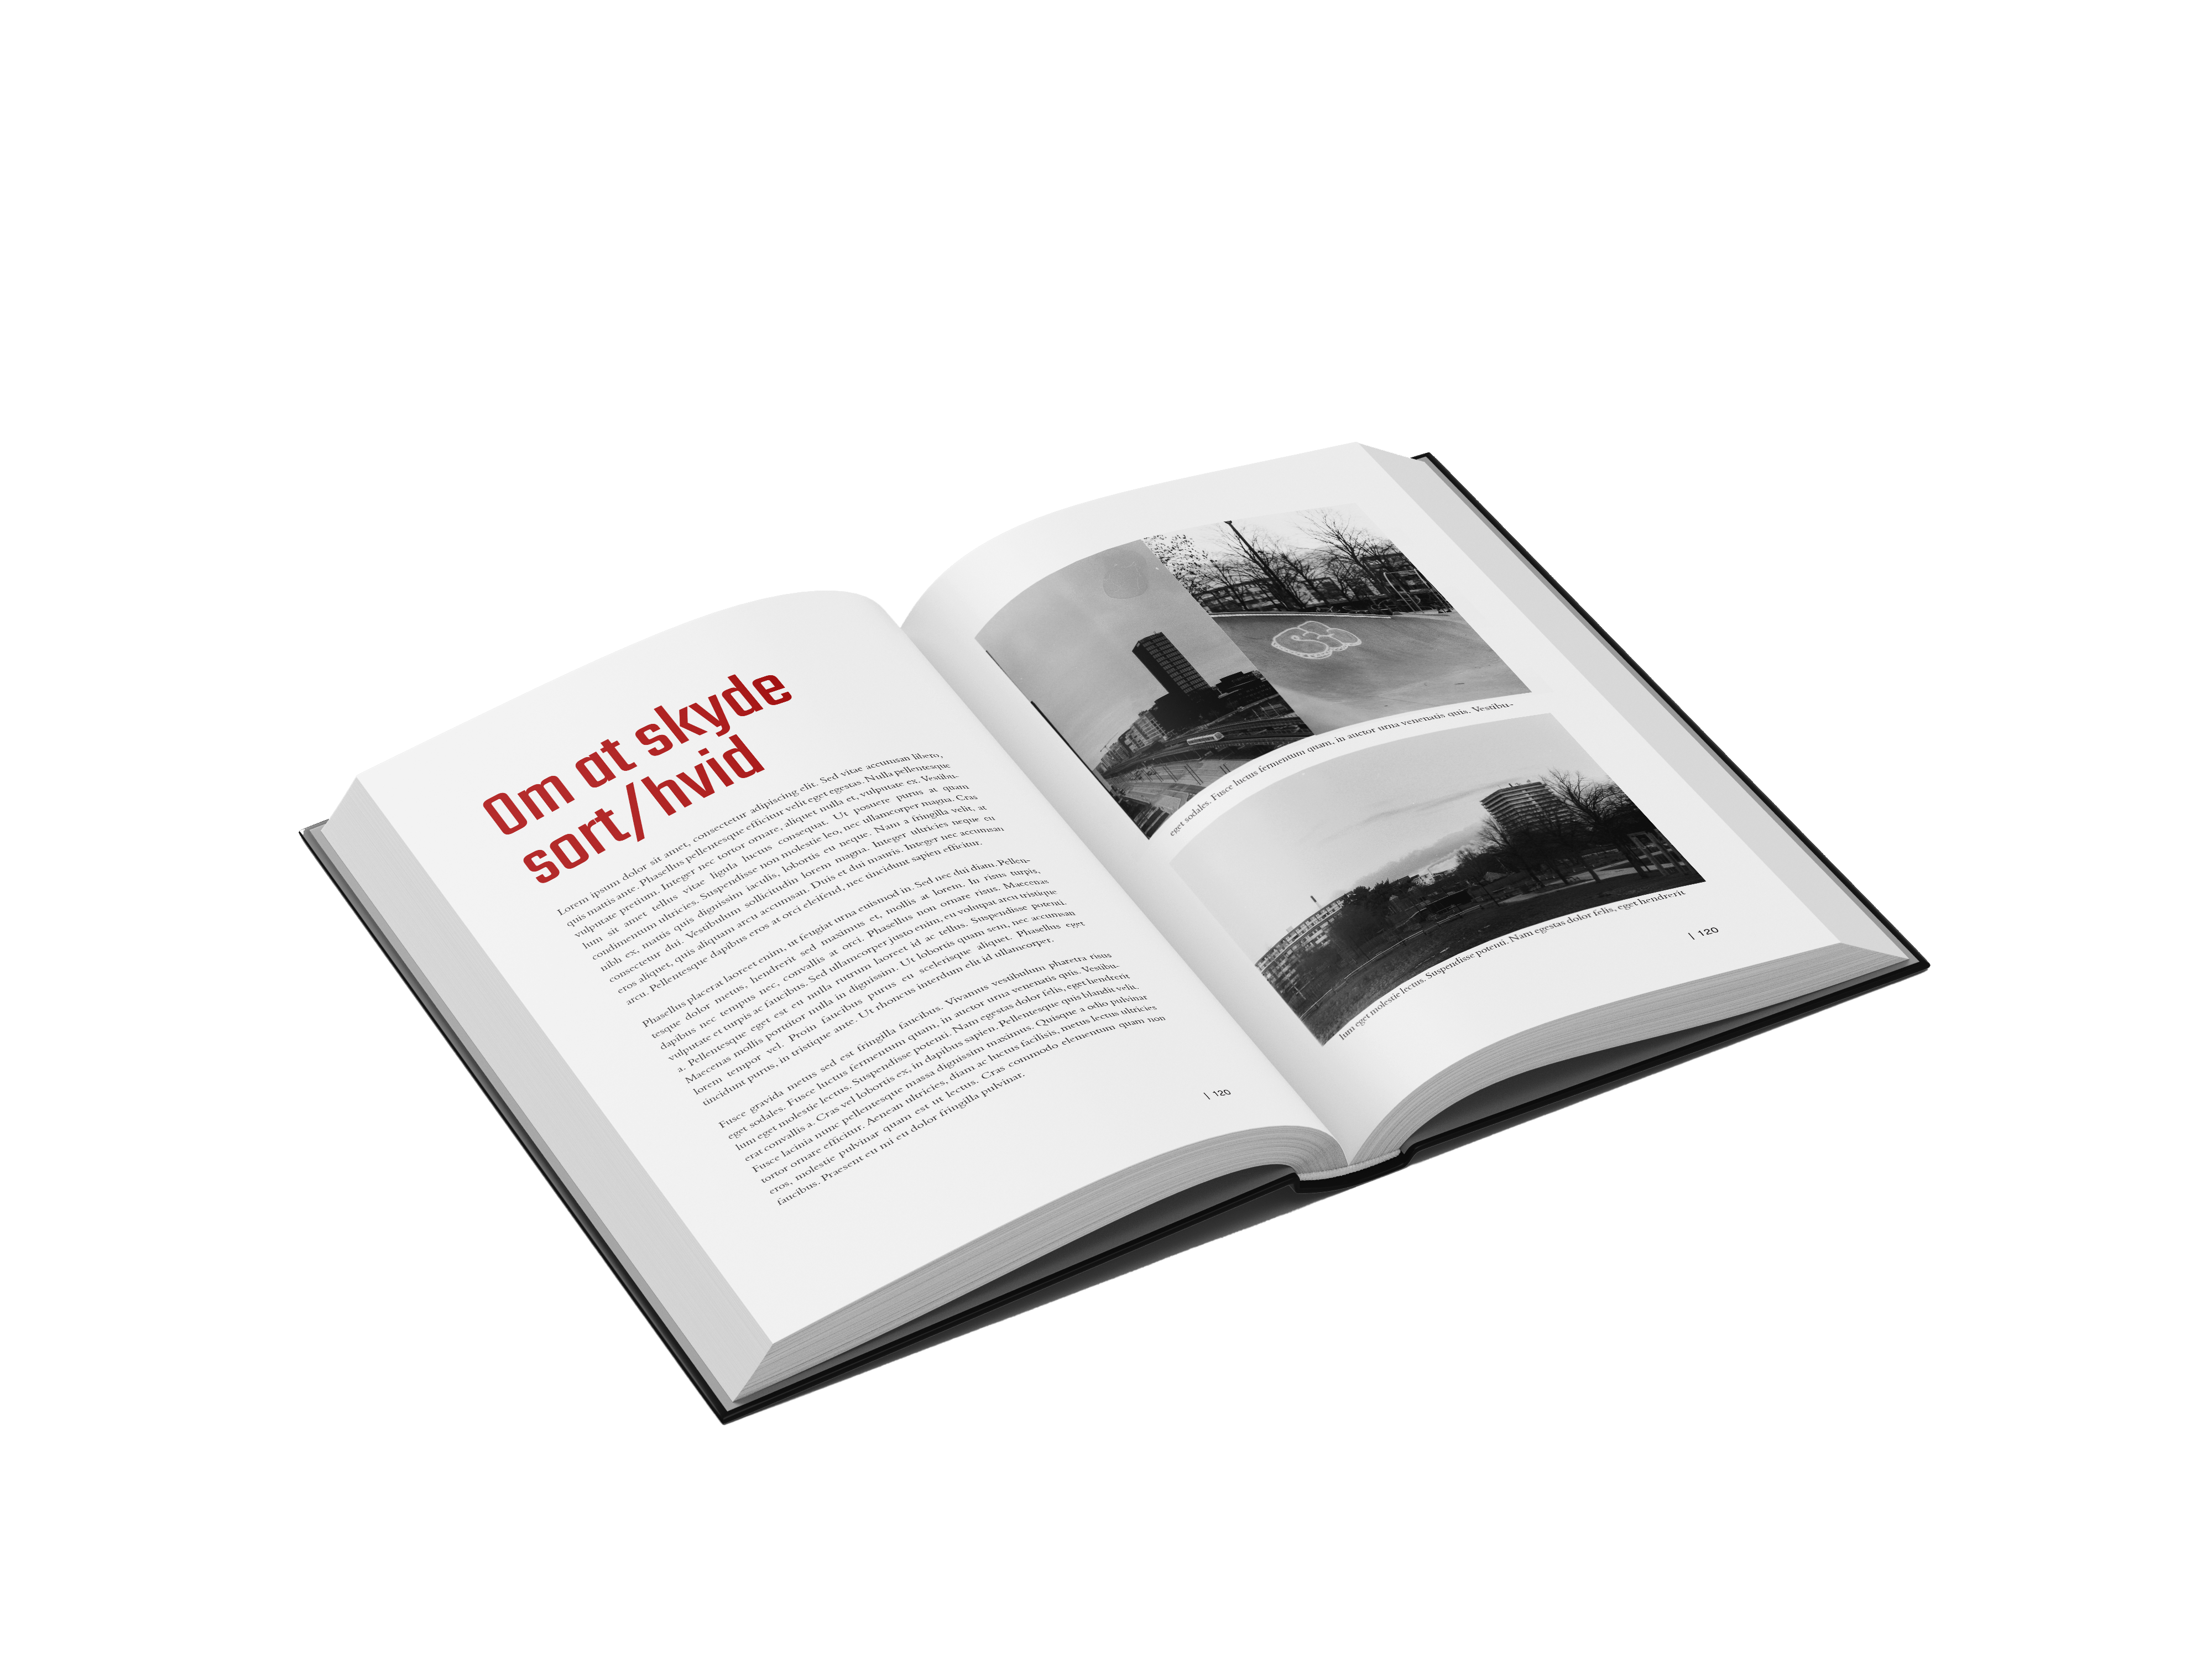 Om at skyde
sort/hvid
Lorem ipsum dolor sit amet, consectetur adipiscing elit. Sed vitae accumsan libero,
quis mattis ante. Phasellus pellentesque efficitur velit eget egestas. Nulla pellentesque
vulputate pretium. Integer nec tortor ornare, aliquet nulla et, vulputate ex. Vestibu-
lum sit amet tellus vitae ligula luctus consequat. Ut posuere purus at quam
condimentum ultricies. Suspendisse non molestie leo, nec ullamcorper magna. Cras
nibh ex, mattis quis dignissim iaculis, lobortis eu neque. Nam a fringilla velit, at
consectetur dui. Vestibulum sollicitudin lorem magna. Integer ultricies neque eu
eros aliquet, quis aliquam arcu accumsan. Duis et dui mauris. Integer nec accumsan
arcu. Pellentesque dapibus eros at orci eleifend, nec tincidunt sapien efficitur.
Phasellus placerat laoreet enim, ut feugiat urna euismod in. Sed nec dui diam. Pellen-
tesque dolor metus, hendrerit sed maximus et, mollis at lorem. In risus turpis,
dapibus nec tempus nec, convallis at orci. Phasellus non ornare risus. Maecenas
vulputate et turpis ac faucibus. Sed ullamcorper justo enim, eu volutpat arcu tristique
a. Pellentesque eget est eu nulla rutrum laoreet id ac tellus. Suspendisse potenti.
Maecenas mollis porttitor nulla in dignissim. Ut lobortis quam sem, nec accumsan
lorem tempor vel. Proin faucibus purus eu scelerisque aliquet. Phasellus eget
tincidunt purus, in tristique ante. Ut rhoncus interdum elit id ullamcorper.
Fusce gravida metus sed est fringilla faucibus. Vivamus vestibulum pharetra risus
eget sodales. Fusce luctus fermentum quam, in auctor urna venenatis quis. Vestibu-
lum eget molestie lectus. Suspendisse potenti. Nam egestas dolor felis, eget hendrerit
erat convallis a. Cras vel lobortis ex, in dapibus sapien. Pellentesque quis blandit velit.
Fusce lacinia nunc pellentesque massa dignissim maximus. Quisque a odio pulvinar
tortor ornare efficitur. Aenean ultricies, diam ac luctus facilisis, metus lectus ultricies
eros, molestie pulvinar quam est ut lectus. Cras commodo elementum quam non
faucibus. Praesent eu mi eu dolor fringilla pulvinar.
| 120
eget sodales. Fusce luctus fermentum quam, in auctor urna venenatis quis. Vestibu-
lum eget molestie lectus. Suspendisse potenti. Nam egestas dolor felis, eget hendrerit
| 120